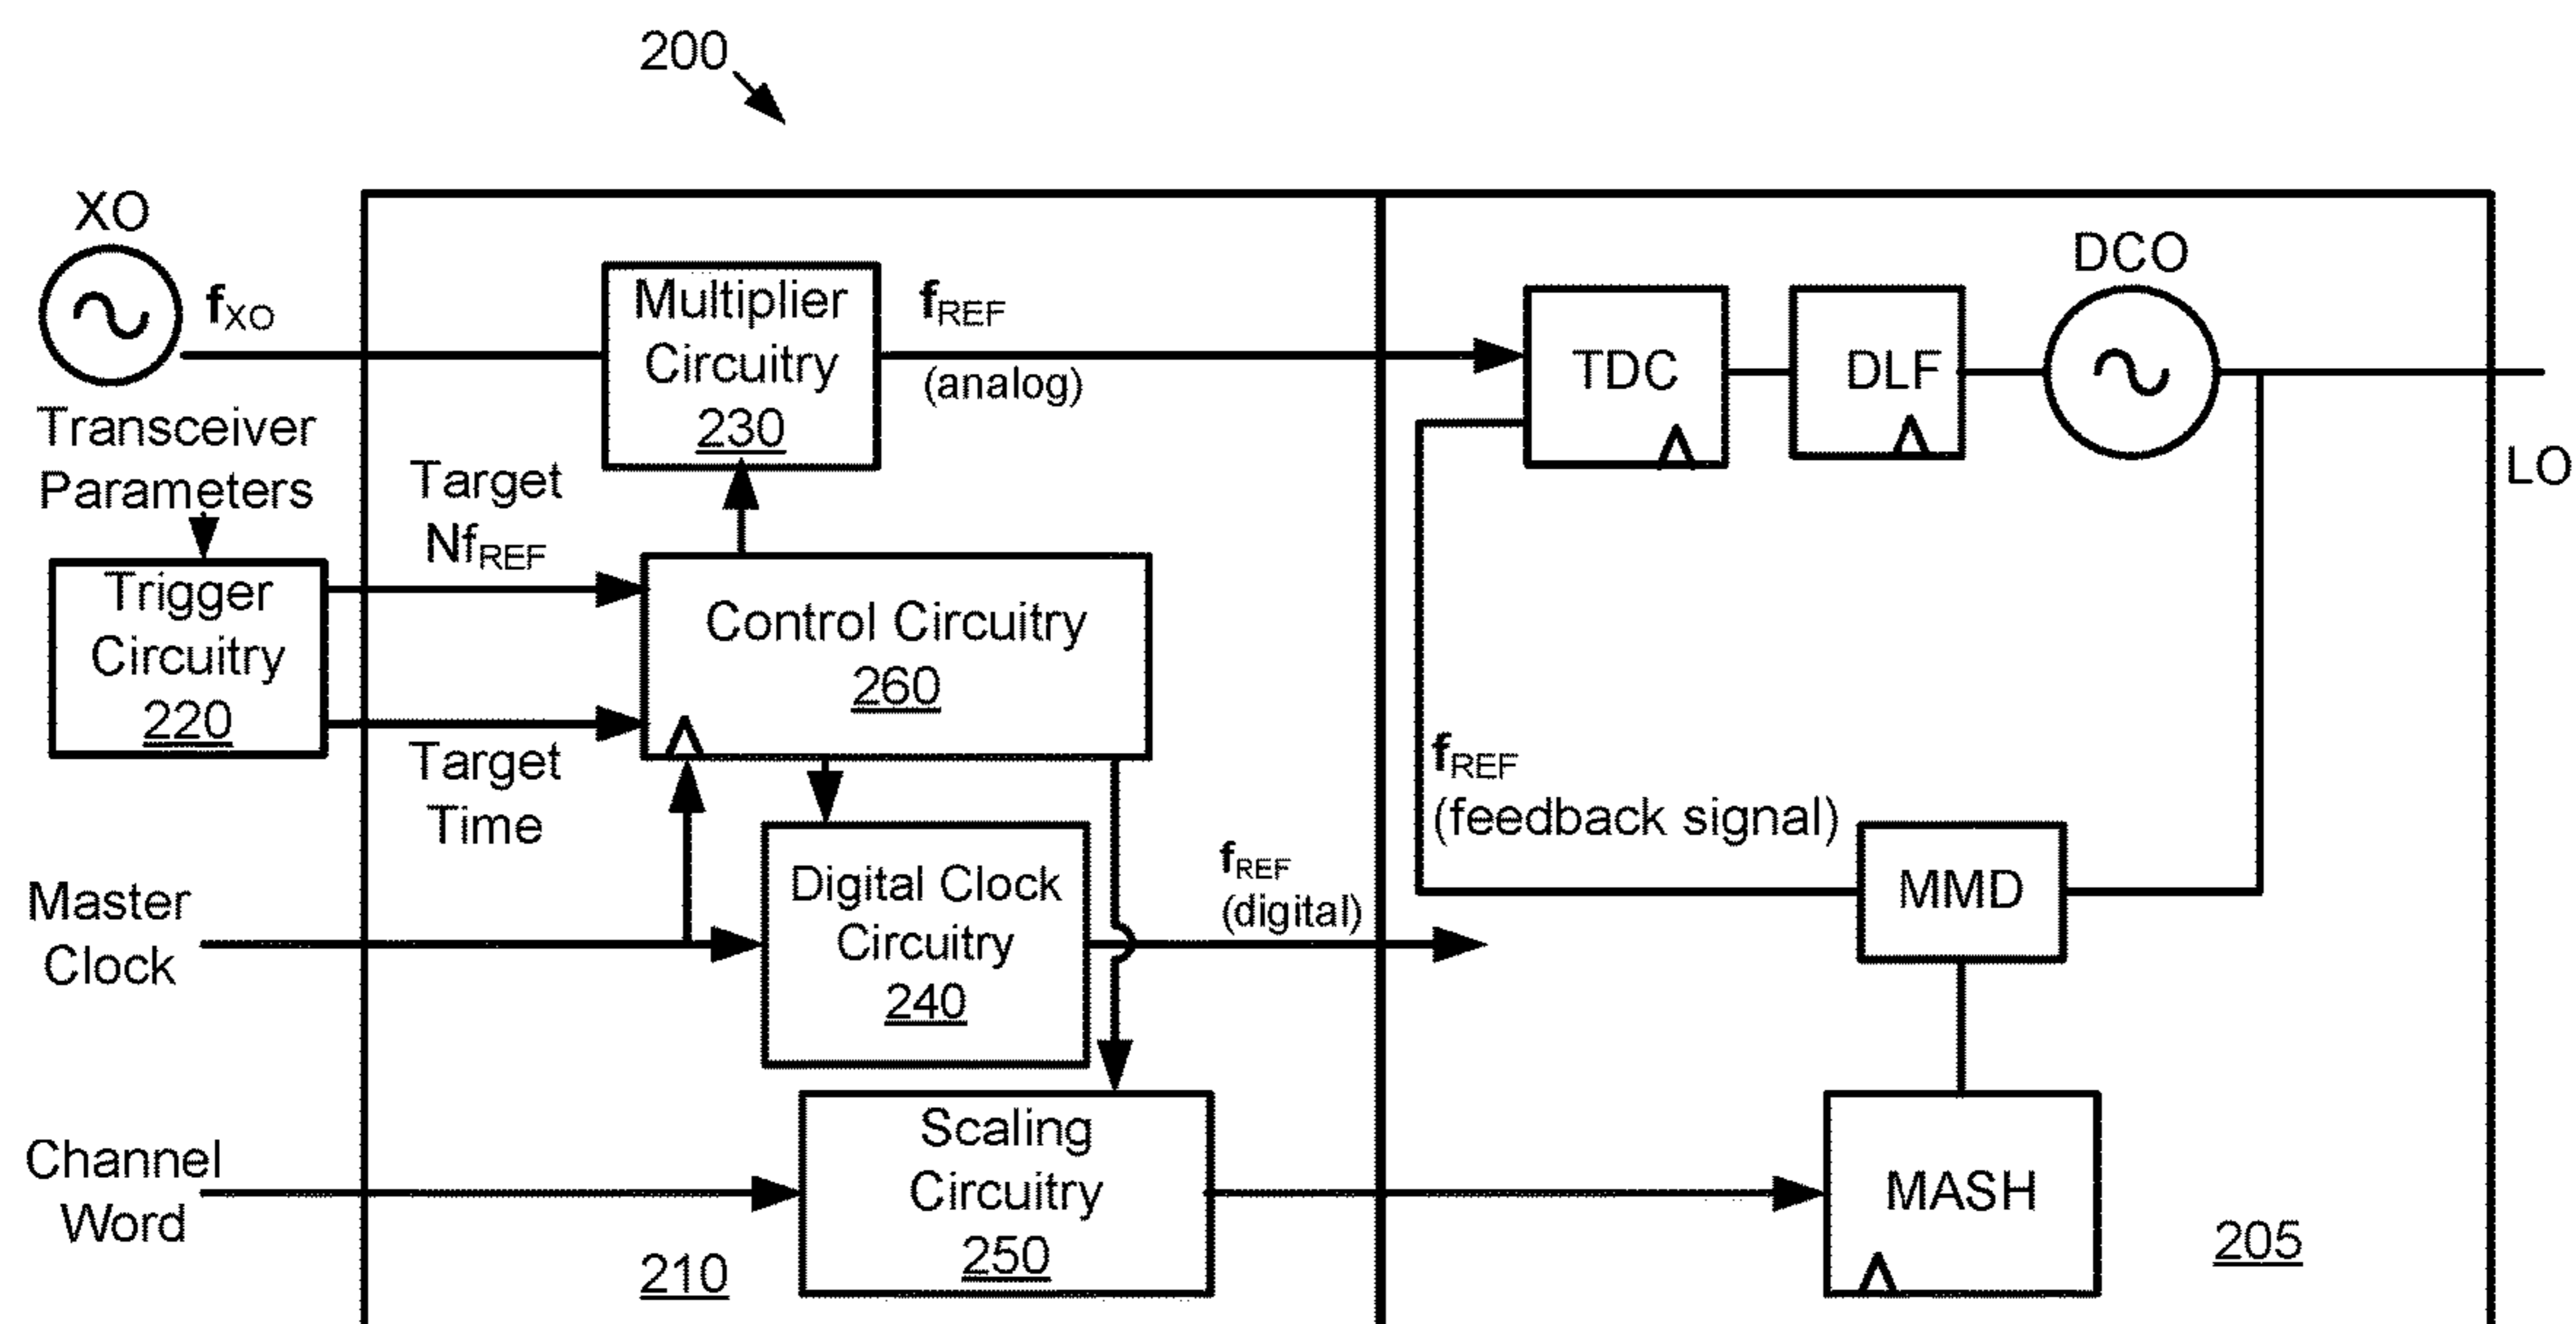 200
XO
fXO
Transceiver
Parameters
Trigger
Circuitry
220
Target
NfREF
Target
Time
Master
Clock
Channel
Word
Multiplier
Circuitry
230
fREF
(analog)
Control Circuitry
260
Digital Clock
Circuitry
240
fREF
(digital)
Scaling
Circuitry
250
210
TDC
DLF
DCO
LO
fREF
(feedback signal)
MMD
MASH
205